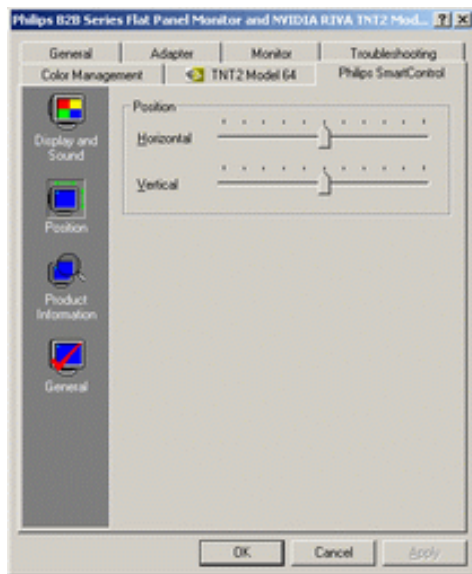 Philips B2B Series Flat Panel Monitor and NVIDIA RIVA TNT2 Mod...
General Adapter Monitor Troubleshooting
Color Management TNT2 Model 64 Philips SmartControl
Display and
Sound
Position
Product
Information
General
Position
Horizontal
Vertical
OK Cancel Apply